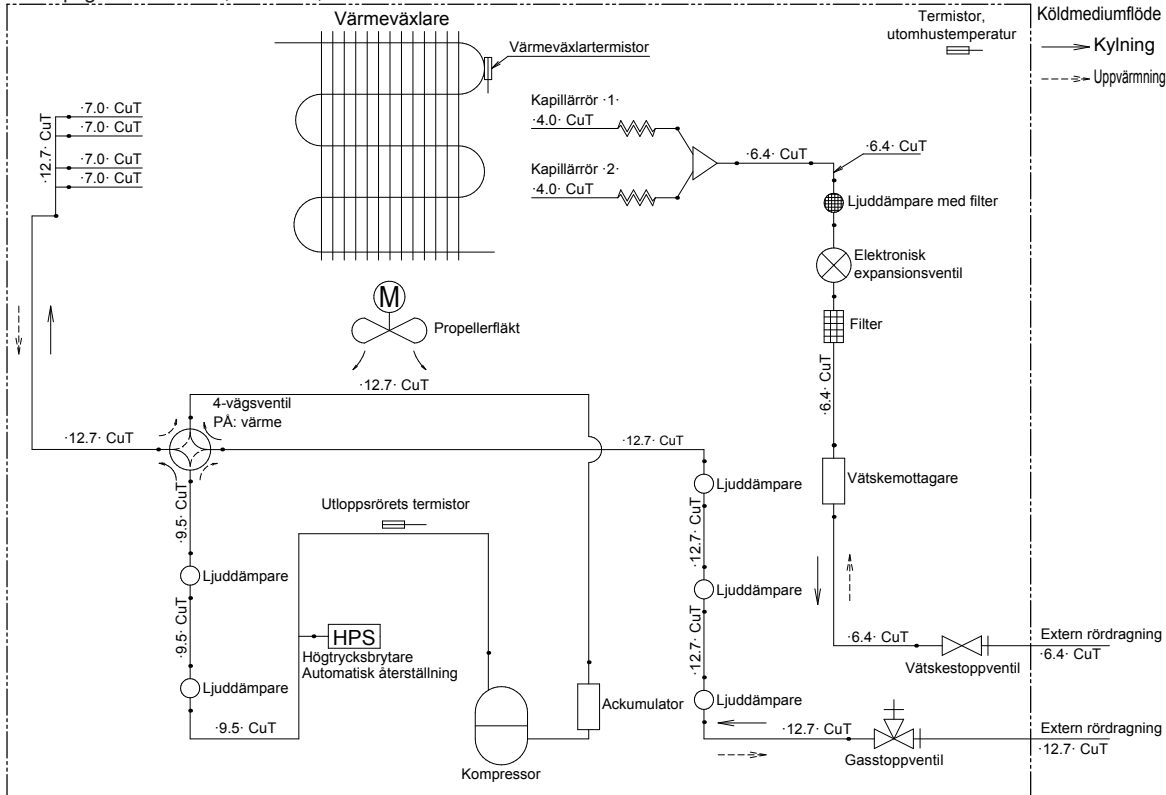 Värmeväxlare
Värmeväxlartermistor
Termistor,
utomhustemperatur
Köldmediumflöde
Kylning
Uppvärmning
·12.7· CuT
·7.0· CuT
·7.0· CuT
·7.0· CuT
·7.0· CuT
Kapillärrör ·1·
·4.0· CuT
Kapillärrör ·2·
·4.0· CuT
·6.4· CuT
·6.4· CuT
Ljuddämpare med filter
Elektronisk
expansionsventil
Filter
M
Propellerfläkt
·6.4· CuT
·12.7· CuT
4-vägsventil
PÅ: värme
·12.7· CuT
·12.7· CuT
Vätskemottagare
Ljuddämpare
·9.5· CuT
Utloppsrörets termistor
·12.7· CuT
Ljuddämpare
Ljuddämpare
·9.5· CuT
HPS
Högtrycksbrytare
Automatisk återställning
·12.7· CuT
·6.4· CuT
Vätskestoppventil
Extern rördragning
·6.4· CuT
Ljuddämpare
Ackumulator
Ljuddämpare
·9.5· CuT
Kompressor
·12.7· CuT
Gasstoppventil
Extern rördragning
·12.7· CuT